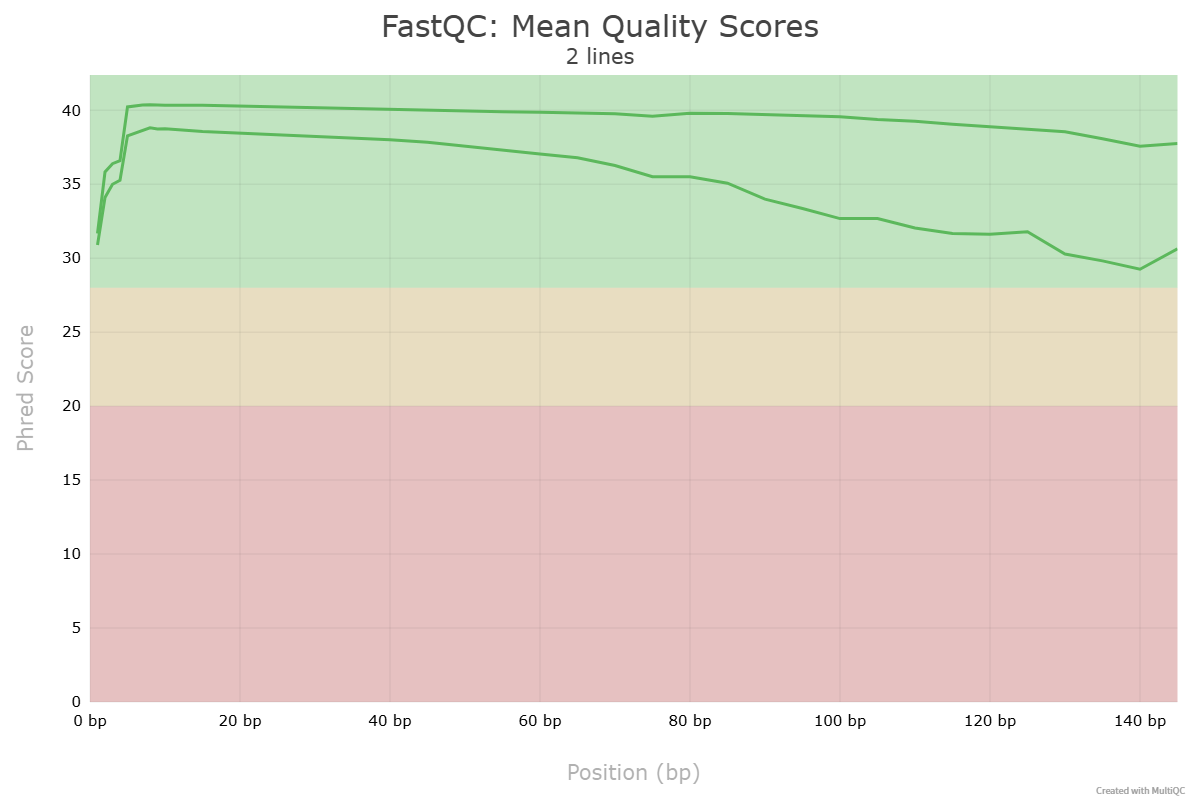 FastQC: Mean Quality Scores
2 lines
40
35
30
25
20
15
10
5
0
Phred Score
0 bp 20 bp 40 bp 60 bp 80 bp 100 bp 120 bp 140 bp
Position (bp)
Created with MultiQC